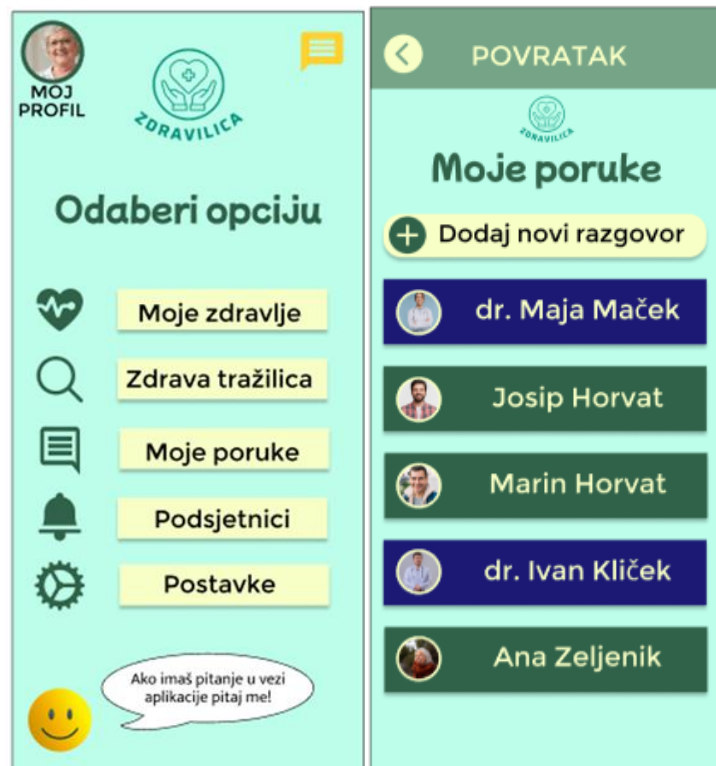 MOJ
PROFIL
ZDRAVILICA
Odaberi opciju
Moje zdravlje
Zdrava tražilica
Moje poruke
Podsjetnici
Postavke
Ako imaš pitanje u vezi
aplikacije pitaj me!
POVRATAK
ZDRAVILICA
Moje poruke
Dodaj novi razgovor
dr. Maja Maček
Josip Horvat
Marin Horvat
dr. Ivan Kliček
Ana Zeljenik